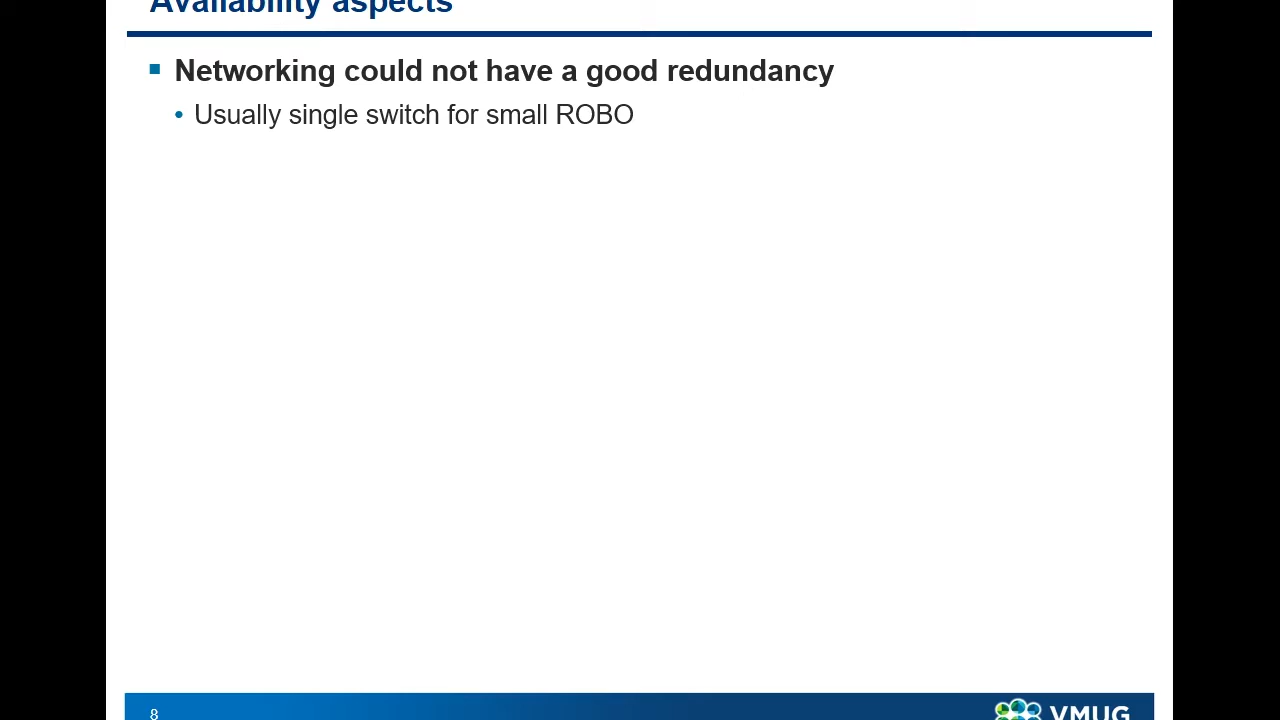 Availability aspects
Networking could not have a good redundancy
• Usually single switch for small ROBO
8
VMUG